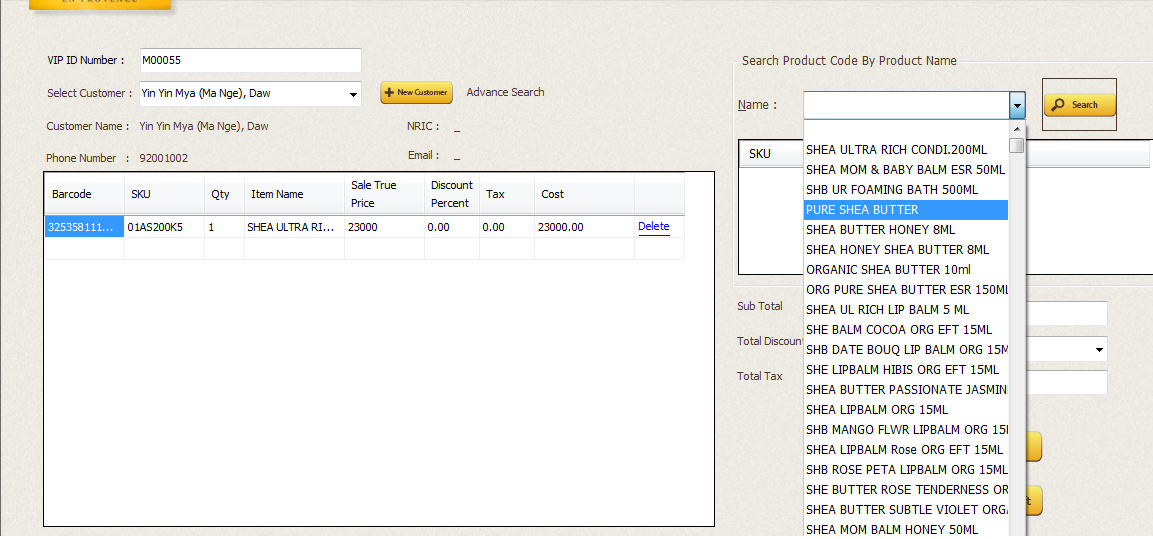 EN PROVENCE
VIP ID Number : M00055
Select Customer : Yin Yin Mya (Ma Nge), Daw New Customer Advance Search
Customer Name : Yin Yin Mya (Ma Nge), Daw NRIC : _
Phone Number : 92001002 Email : _
Barcode SKU Qty Item Name Sale True Price Discount Percent Tax Cost
325358111... 01AS200K5 1 SHEA ULTRA RI... 23000 0.00 0.00 23000.00 Delete
Search Product Code By Product Name
Name : Search
SKU
SHEA ULTRA RICH CONDI.200ML
SHEA MOM & BABY BALM ESR 50ML
SHB UR FOAMING BATH 500ML
PURE SHEA BUTTER
SHEA BUTTER HONEY 8ML
SHEA HONEY SHEA BUTTER 8ML
ORGANIC SHEA BUTTER 10ml
ORG PURE SHEA BUTTER ESR 150ML
SHEA UL RICH LIP BALM 5 ML
SHE BALM COCOA ORG EFT 15ML
SHB DATE BOUQ LIP BALM ORG 15M
SHE LIPBALM HIBIS ORG EFT 15ML
SHEA BUTTER PASSIONATE JASMIN
SHEA LIPBALM ORG 15ML
SHB MANGO FLWR LIPBALM ORG 15
SHEA LIPBALM Rose ORG EFT 15ML
SHB ROSE PETA LIPBALM ORG 15ML
SHE BUTTER ROSE TENDERNESS OR
SHEA BUTTER SUBTLE VIOLET ORG
SHEA MOM BALM HONEY 50ML
Sub Total
Total Discoun
Total Tax